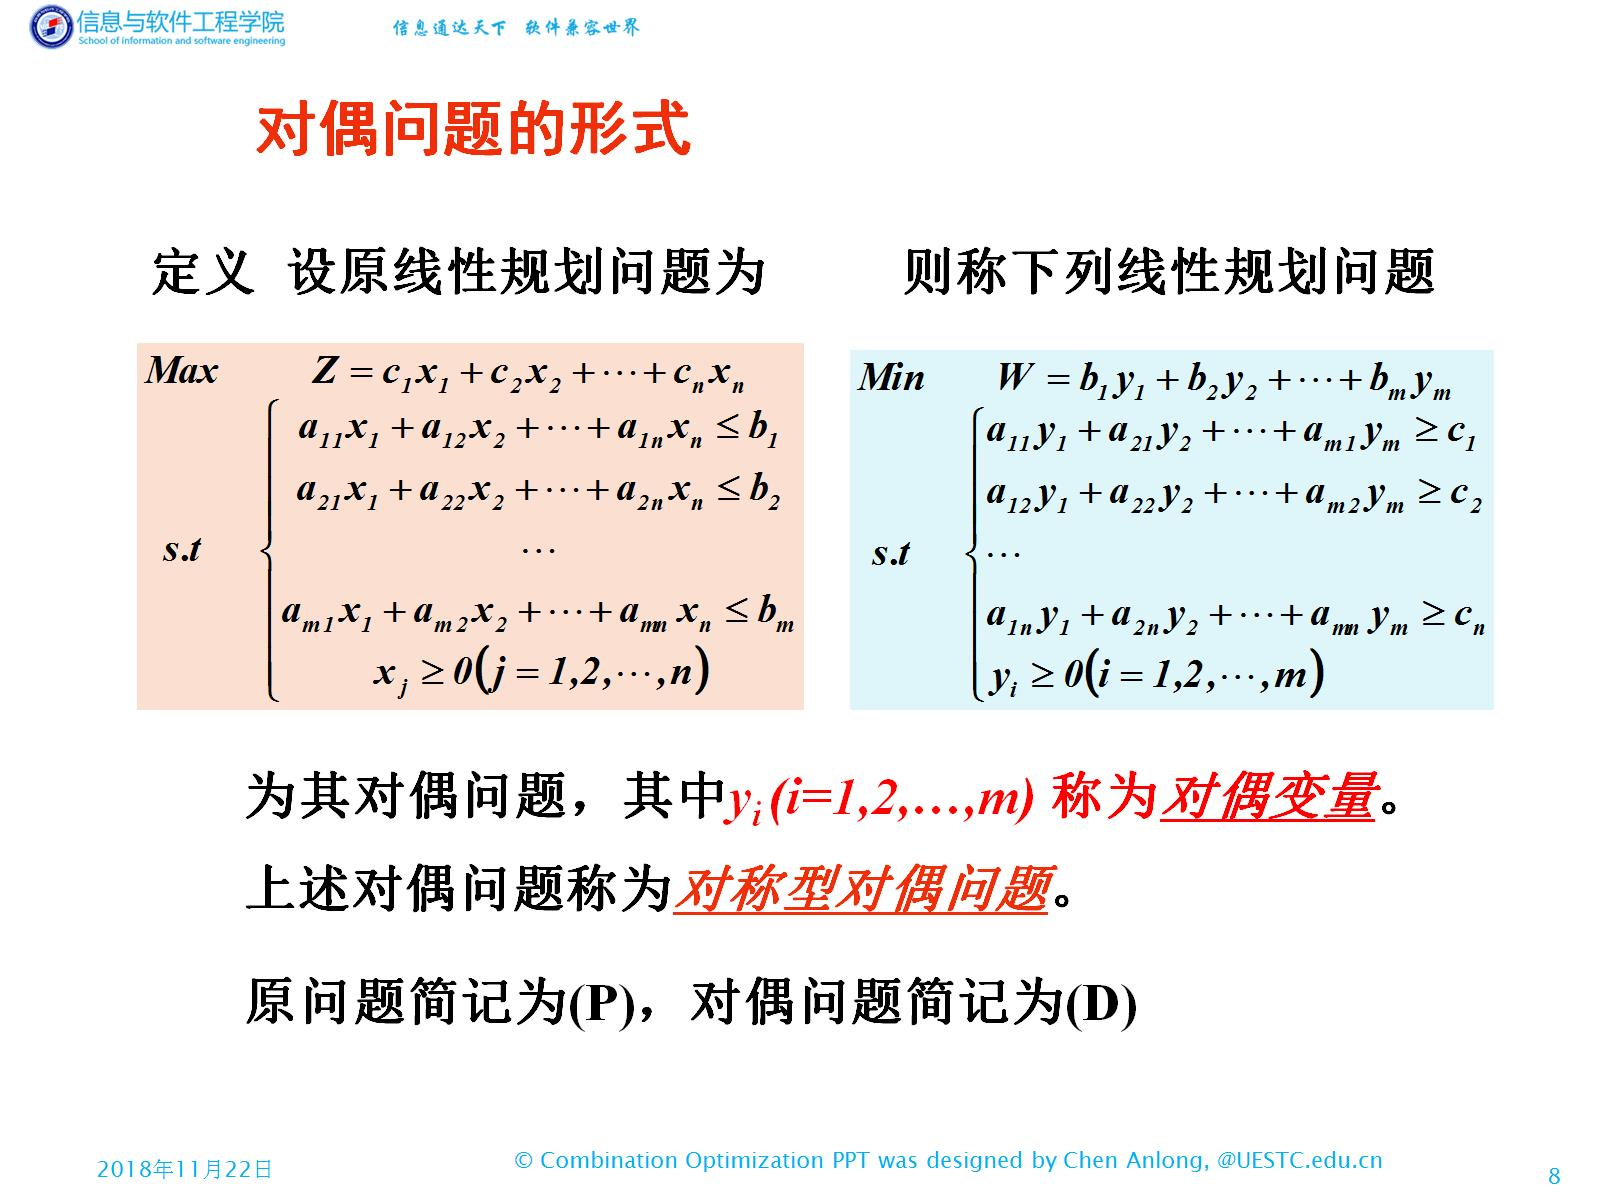 信息与软件工程学院
School of information and software engineering
信息通达天下 软件兼容世界
对偶问题的形式
定义 设原线性规划问题为
Max Z = c₁x₁ + c₂x₂ + ⋯ + cₙxₙ
s.t
a₁₁x₁ + a₁₂x₂ + ⋯ + a₁ₙxₙ ≤ b₁
a₂₁x₁ + a₂₂x₂ + ⋯ + a₂ₙxₙ ≤ b₂
⋯
aₘ₁x₁ + aₘ₂x₂ + ⋯ + aₘₙxₙ ≤ bₘ
xⱼ ≥ 0(j = 1,2,⋯,n)
则称下列线性规划问题
Min W = b₁y₁ + b₂y₂ + ⋯ + bₘyₘ
s.t
a₁₁y₁ + a₂₁y₂ + ⋯ + aₘ₁yₘ ≥ c₁
a₁₂y₁ + a₂₂y₂ + ⋯ + aₘ₂yₘ ≥ c₂
⋯
a₁ₙy₁ + a₂ₙy₂ + ⋯ + aₘₙyₘ ≥ cₙ
yᵢ ≥ 0(i = 1,2,⋯,m)
为其对偶问题，其中yᵢ(i=1,2,…,m) 称为对偶变量。
上述对偶问题称为对称型对偶问题。
原问题简记为(P)，对偶问题简记为(D)
2018年11月22日
© Combination Optimization PPT was designed by Chen Anlong, @UESTC.edu.cn
8